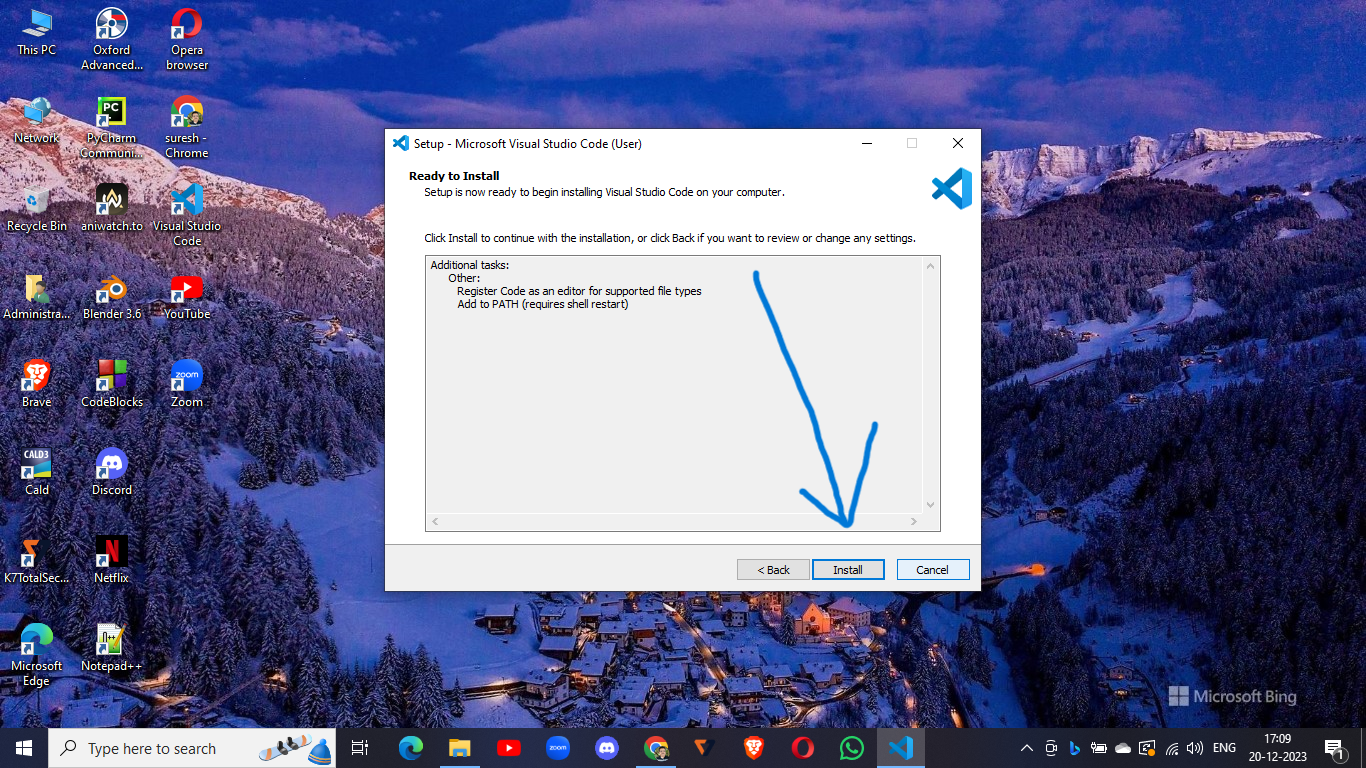 This PC
Oxford
Advanced...
Opera
browser
Network
PC
PyCharm
Communi...
suresh -
Chrome
Recycle Bin
aniwatch.to
Visual Studio
Code
Administra...
Blender 3.6
YouTube
Brave
CodeBlocks
zoom
Zoom
CALD3
Cald
Discord
K7TotalSec...
Netflix
Microsoft
Edge
Notepad++
Setup - Microsoft Visual Studio Code (User)
Ready to Install
Setup is now ready to begin installing Visual Studio Code on your computer.
Click Install to continue with the installation, or click Back if you want to review or change any settings.
Additional tasks:
Other:
Register Code as an editor for supported file types
Add to PATH (requires shell restart)
< Back
Install
Cancel
Microsoft Bing
Type here to search
zoom
ENG
17:09
20-12-2023
1